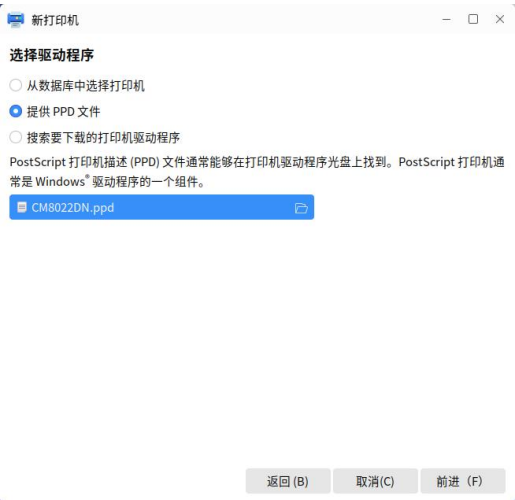 新打印机
选择驱动程序
从数据库中选择打印机
提供 PPD 文件
搜索要下载的打印机驱动程序
PostScript 打印机描述 (PPD) 文件通常能够在打印机驱动程序光盘上找到。PostScript 打印机通
常是 Windows® 驱动程序的一个组件。
CM8022DN.ppd
返回 (B) 取消(C) 前进（F）